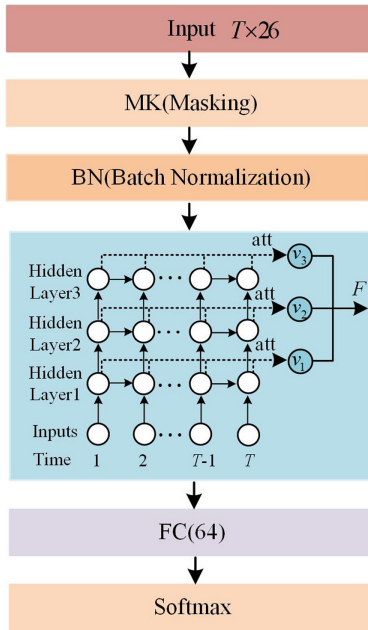 Input T×26
MK(Masking)
BN(Batch Normalization)
att
v3
Hidden
Layer3
att
v2
F
Hidden
Layer2
att
v1
Hidden
Layer1
Inputs
Time 1 2 T-1 T
FC(64)
Softmax